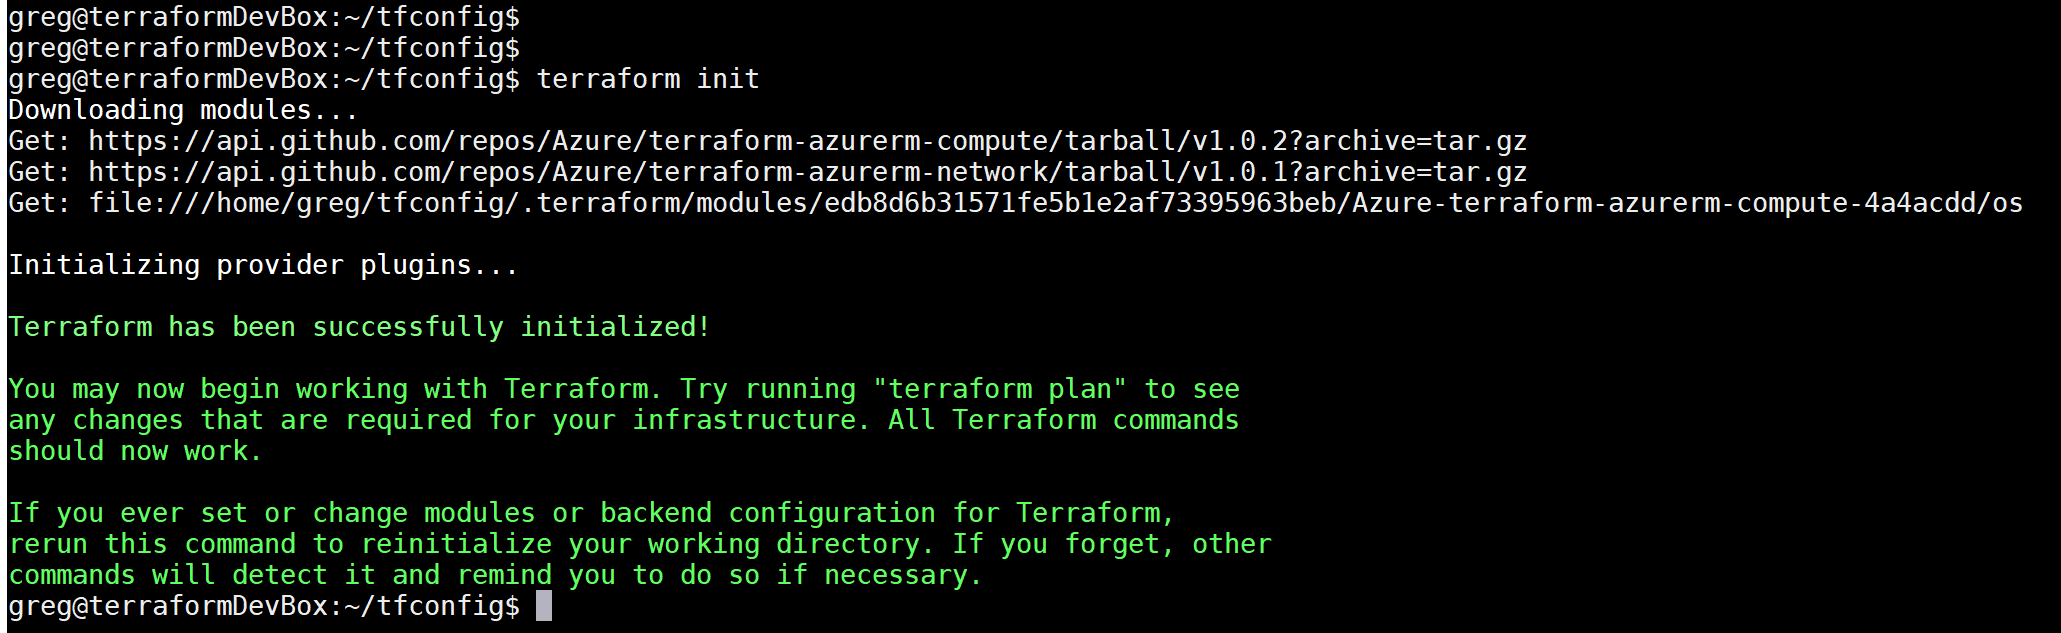 greg@terraformDevBox:~/tfconfig$
greg@terraformDevBox:~/tfconfig$
greg@terraformDevBox:~/tfconfig$ terraform init
Downloading modules...
Get: https://api.github.com/repos/Azure/terraform-azurerm-compute/tarball/v1.0.2?archive=tar.gz
Get: https://api.github.com/repos/Azure/terraform-azurerm-network/tarball/v1.0.1?archive=tar.gz
Get: file:///home/greg/tfconfig/.terraform/modules/edb8d6b31571fe5b1e2af73395963beb/Azure-terraform-azurerm-compute-4a4acdd/os
Initializing provider plugins...
Terraform has been successfully initialized!
You may now begin working with Terraform. Try running "terraform plan" to see
any changes that are required for your infrastructure. All Terraform commands
should now work.
If you ever set or change modules or backend configuration for Terraform,
rerun this command to reinitialize your working directory. If you forget, other
commands will detect it and remind you to do so if necessary.
greg@terraformDevBox:~/tfconfig$